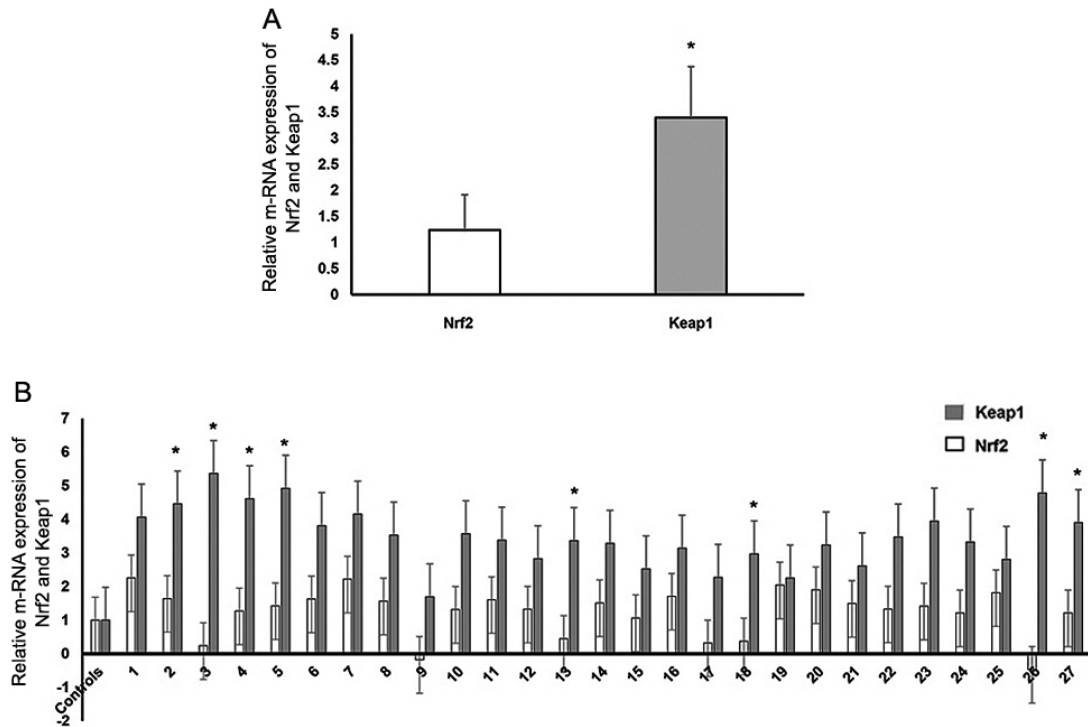 A
Relative m-RNA expression of
Nrf2 and Keap1
5
4.5
4
3.5
3
2.5
2
1.5
1
0.5
0
*
Nrf2
Keap1
B
Relative m-RNA expression of
Nrf2 and Keap1
7
6
5
4
3
2
1
0
-1
-2
* * * * * * * *
Keap1
Nrf2
Controls 1 2 3 4 5 6 7 8 9 10 11 12 13 14 15 16 17 18 19 20 21 22 23 24 25 26 27